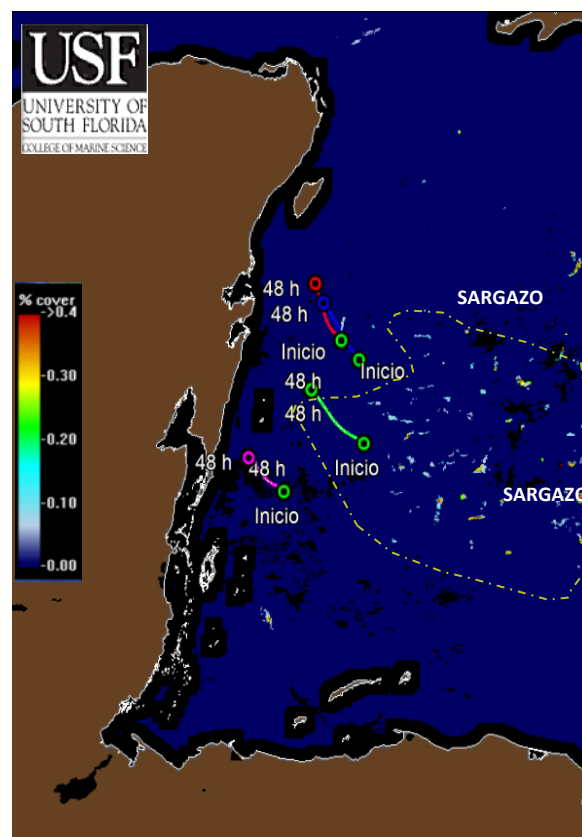 USF
UNIVERSITY OF
SOUTH FLORIDA
COLLEGE OF MARINE SCIENCE
% cover
->0.4
-0.30
-0.20
-0.10
-0.00
SARGAZO
48 h
48 h
Inicio
Inicio
48 h
48 h
Inicio
48 h
48 h
Inicio
SARGAZO